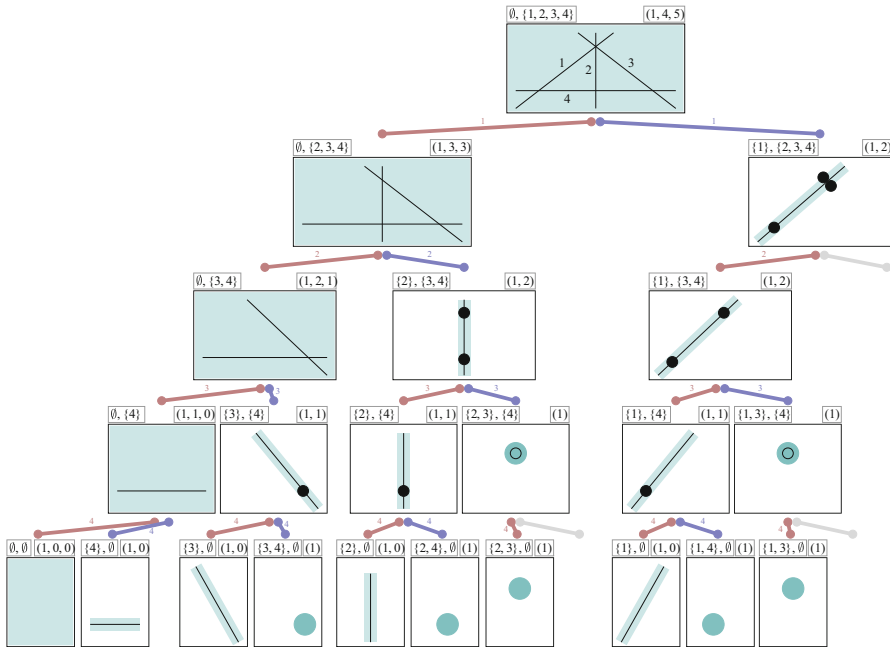 ∅, {1, 2, 3, 4} (1, 4, 5)
1 3
2
4
1 1
∅, {2, 3, 4} (1, 3, 3) {1}, {2, 3, 4} (1, 2)
2 2 2
∅, {3, 4} (1, 2, 1) {2}, {3, 4} (1, 2) {1}, {3, 4} (1, 2)
3 3 3 3 3 3
∅, {4} (1, 1, 0) {3}, {4} (1, 1) {2}, {4} (1, 1) {2, 3}, {4} (1) {1}, {4} (1, 1) {1, 3}, {4} (1)
4 4 4 4 4 4 4 4 4 4
∅, ∅ (1, 0, 0) {4}, ∅ (1, 0) {3}, ∅ (1, 0) {3, 4}, ∅ (1) {2}, ∅ (1, 0) {2, 4}, ∅ (1) {2, 3}, ∅ (1) {1}, ∅ (1, 0) {1, 4}, ∅ (1) {1, 3}, ∅ (1)